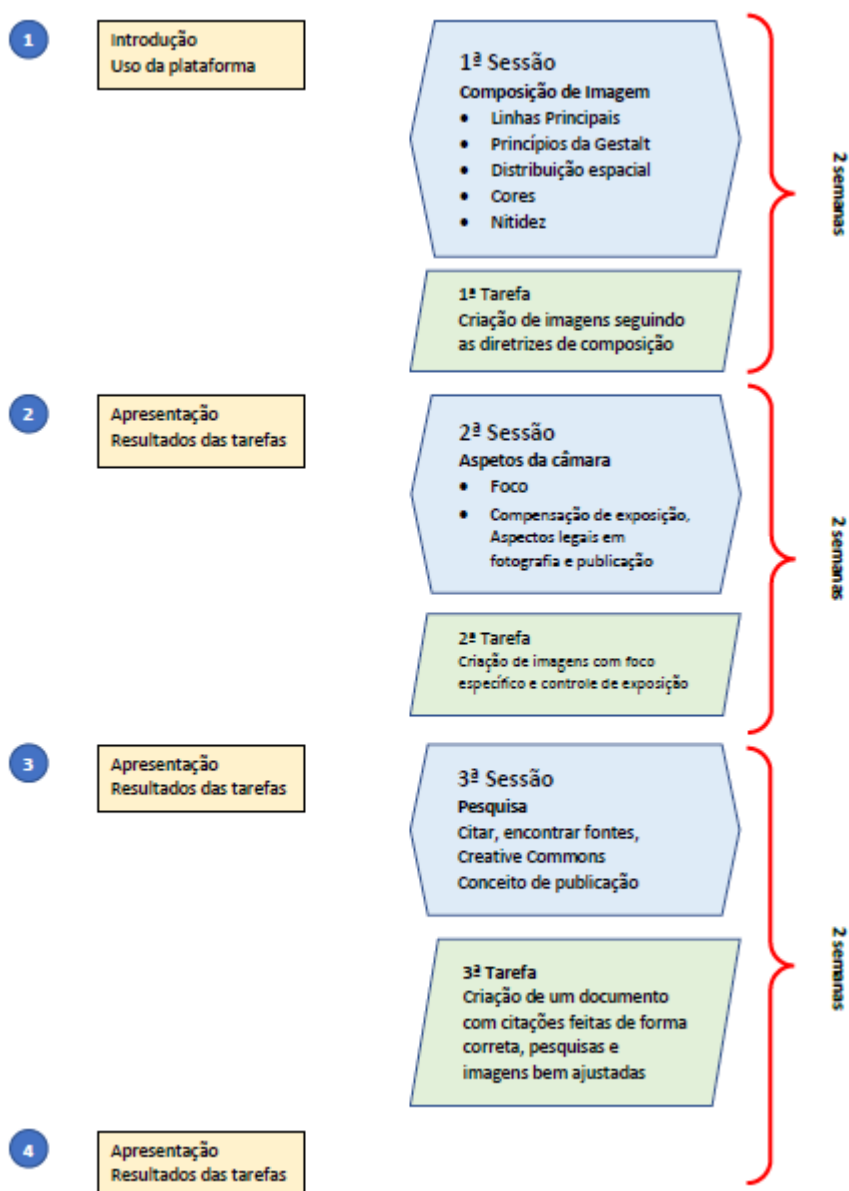 1
Introdução
Uso da plataforma
1ª Sessão
Composição de Imagem
• Linhas Principais
• Princípios da Gestalt
• Distribuição espacial
• Cores
• Nitidez
1ª Tarefa
Criação de imagens seguindo
as diretrizes de composição
2 semanas
2
Apresentação
Resultados das tarefas
2ª Sessão
Aspetos da câmara
• Foco
• Compensação de exposição,
Aspectos legais em
fotografia e publicação
2ª Tarefa
Criação de imagens com foco
específico e controle de exposição
2 semanas
3
Apresentação
Resultados das tarefas
3ª Sessão
Pesquisa
Citar, encontrar fontes,
Creative Commons
Conceito de publicação
3ª Tarefa
Criação de um documento
com citações feitas de forma
correta, pesquisas e
imagens bem ajustadas
2 semanas
4
Apresentação
Resultados das tarefas